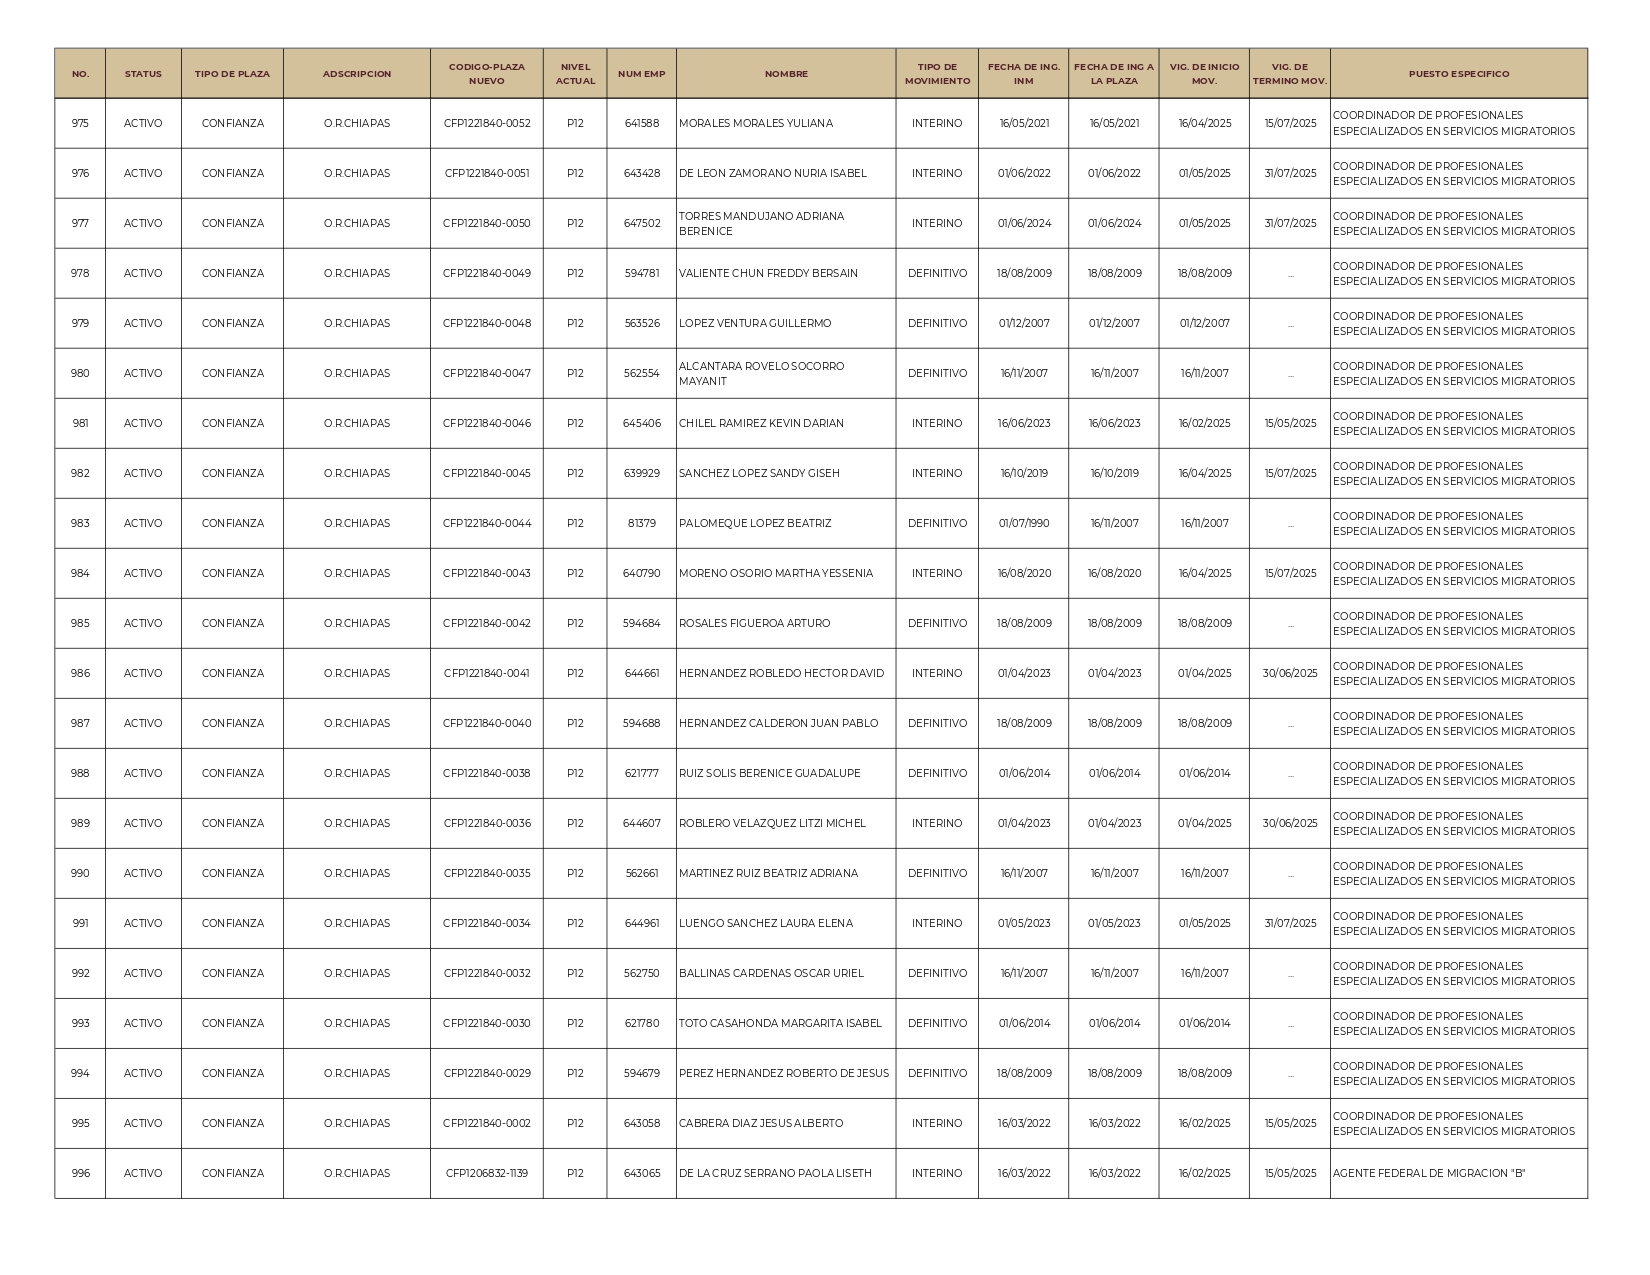 NO. STATUS TIPO DE PLAZA ADSCRIPCION CODIGO-PLAZA NUEVO NIVEL ACTUAL NUM EMP NOMBRE TIPO DE MOVIMIENTO FECHA DE ING. INM FECHA DE ING A LA PLAZA VIG. DE INICIO MOV. VIG. DE TERMINO MOV. PUESTO ESPECIFICO
975 ACTIVO CONFIANZA O.R.CHIAPAS CFP1221840-0052 P12 641588 MORALES MORALES YULIANA INTERINO 16/05/2021 16/05/2021 16/04/2025 15/07/2025 COORDINADOR DE PROFESIONALES ESPECIALIZADOS EN SERVICIOS MIGRATORIOS
976 ACTIVO CONFIANZA O.R.CHIAPAS CFP1221840-0051 P12 643428 DE LEON ZAMORANO NURIA ISABEL INTERINO 01/06/2022 01/06/2022 01/05/2025 31/07/2025 COORDINADOR DE PROFESIONALES ESPECIALIZADOS EN SERVICIOS MIGRATORIOS
977 ACTIVO CONFIANZA O.R.CHIAPAS CFP1221840-0050 P12 647502 TORRES MANDUJANO ADRIANA BERENICE INTERINO 01/06/2024 01/06/2024 01/05/2025 31/07/2025 COORDINADOR DE PROFESIONALES ESPECIALIZADOS EN SERVICIOS MIGRATORIOS
978 ACTIVO CONFIANZA O.R.CHIAPAS CFP1221840-0049 P12 594781 VALIENTE CHUN FREDDY BERSAIN DEFINITIVO 18/08/2009 18/08/2009 18/08/2009 ... COORDINADOR DE PROFESIONALES ESPECIALIZADOS EN SERVICIOS MIGRATORIOS
979 ACTIVO CONFIANZA O.R.CHIAPAS CFP1221840-0048 P12 563526 LOPEZ VENTURA GUILLERMO DEFINITIVO 01/12/2007 01/12/2007 01/12/2007 ... COORDINADOR DE PROFESIONALES ESPECIALIZADOS EN SERVICIOS MIGRATORIOS
980 ACTIVO CONFIANZA O.R.CHIAPAS CFP1221840-0047 P12 562554 ALCANTARA ROVELO SOCORRO MAYANIT DEFINITIVO 16/11/2007 16/11/2007 16/11/2007 ... COORDINADOR DE PROFESIONALES ESPECIALIZADOS EN SERVICIOS MIGRATORIOS
981 ACTIVO CONFIANZA O.R.CHIAPAS CFP1221840-0046 P12 645406 CHILEL RAMIREZ KEVIN DARIAN INTERINO 16/06/2023 16/06/2023 16/02/2025 15/05/2025 COORDINADOR DE PROFESIONALES ESPECIALIZADOS EN SERVICIOS MIGRATORIOS
982 ACTIVO CONFIANZA O.R.CHIAPAS CFP1221840-0045 P12 639929 SANCHEZ LOPEZ SANDY GISEH INTERINO 16/10/2019 16/10/2019 16/04/2025 15/07/2025 COORDINADOR DE PROFESIONALES ESPECIALIZADOS EN SERVICIOS MIGRATORIOS
983 ACTIVO CONFIANZA O.R.CHIAPAS CFP1221840-0044 P12 81379 PALOMEQUE LOPEZ BEATRIZ DEFINITIVO 01/07/1990 16/11/2007 16/11/2007 ... COORDINADOR DE PROFESIONALES ESPECIALIZADOS EN SERVICIOS MIGRATORIOS
984 ACTIVO CONFIANZA O.R.CHIAPAS CFP1221840-0043 P12 640790 MORENO OSORIO MARTHA YESSENIA INTERINO 16/08/2020 16/08/2020 16/04/2025 15/07/2025 COORDINADOR DE PROFESIONALES ESPECIALIZADOS EN SERVICIOS MIGRATORIOS
985 ACTIVO CONFIANZA O.R.CHIAPAS CFP1221840-0042 P12 594684 ROSALES FIGUEROA ARTURO DEFINITIVO 18/08/2009 18/08/2009 18/08/2009 ... COORDINADOR DE PROFESIONALES ESPECIALIZADOS EN SERVICIOS MIGRATORIOS
986 ACTIVO CONFIANZA O.R.CHIAPAS CFP1221840-0041 P12 644661 HERNANDEZ ROBLEDO HECTOR DAVID INTERINO 01/04/2023 01/04/2023 01/04/2025 30/06/2025 COORDINADOR DE PROFESIONALES ESPECIALIZADOS EN SERVICIOS MIGRATORIOS
987 ACTIVO CONFIANZA O.R.CHIAPAS CFP1221840-0040 P12 594688 HERNANDEZ CALDERON JUAN PABLO DEFINITIVO 18/08/2009 18/08/2009 18/08/2009 ... COORDINADOR DE PROFESIONALES ESPECIALIZADOS EN SERVICIOS MIGRATORIOS
988 ACTIVO CONFIANZA O.R.CHIAPAS CFP1221840-0038 P12 621777 RUIZ SOLIS BERENICE GUADALUPE DEFINITIVO 01/06/2014 01/06/2014 01/06/2014 ... COORDINADOR DE PROFESIONALES ESPECIALIZADOS EN SERVICIOS MIGRATORIOS
989 ACTIVO CONFIANZA O.R.CHIAPAS CFP1221840-0036 P12 644607 ROBLERO VELAZQUEZ LITZI MICHEL INTERINO 01/04/2023 01/04/2023 01/04/2025 30/06/2025 COORDINADOR DE PROFESIONALES ESPECIALIZADOS EN SERVICIOS MIGRATORIOS
990 ACTIVO CONFIANZA O.R.CHIAPAS CFP1221840-0035 P12 562661 MARTINEZ RUIZ BEATRIZ ADRIANA DEFINITIVO 16/11/2007 16/11/2007 16/11/2007 ... COORDINADOR DE PROFESIONALES ESPECIALIZADOS EN SERVICIOS MIGRATORIOS
991 ACTIVO CONFIANZA O.R.CHIAPAS CFP1221840-0034 P12 644961 LUENGO SANCHEZ LAURA ELENA INTERINO 01/05/2023 01/05/2023 01/05/2025 31/07/2025 COORDINADOR DE PROFESIONALES ESPECIALIZADOS EN SERVICIOS MIGRATORIOS
992 ACTIVO CONFIANZA O.R.CHIAPAS CFP1221840-0032 P12 562750 BALLINAS CARDENAS OSCAR URIEL DEFINITIVO 16/11/2007 16/11/2007 16/11/2007 ... COORDINADOR DE PROFESIONALES ESPECIALIZADOS EN SERVICIOS MIGRATORIOS
993 ACTIVO CONFIANZA O.R.CHIAPAS CFP1221840-0030 P12 621780 TOTO CASAHONDA MARGARITA ISABEL DEFINITIVO 01/06/2014 01/06/2014 01/06/2014 ... COORDINADOR DE PROFESIONALES ESPECIALIZADOS EN SERVICIOS MIGRATORIOS
994 ACTIVO CONFIANZA O.R.CHIAPAS CFP1221840-0029 P12 594679 PEREZ HERNANDEZ ROBERTO DE JESUS DEFINITIVO 18/08/2009 18/08/2009 18/08/2009 ... COORDINADOR DE PROFESIONALES ESPECIALIZADOS EN SERVICIOS MIGRATORIOS
995 ACTIVO CONFIANZA O.R.CHIAPAS CFP1221840-0002 P12 643058 CABRERA DIAZ JESUS ALBERTO INTERINO 16/03/2022 16/03/2022 16/02/2025 15/05/2025 COORDINADOR DE PROFESIONALES ESPECIALIZADOS EN SERVICIOS MIGRATORIOS
996 ACTIVO CONFIANZA O.R.CHIAPAS CFP1206832-1139 P12 643065 DE LA CRUZ SERRANO PAOLA LISETH INTERINO 16/03/2022 16/03/2022 16/02/2025 15/05/2025 AGENTE FEDERAL DE MIGRACION "B"